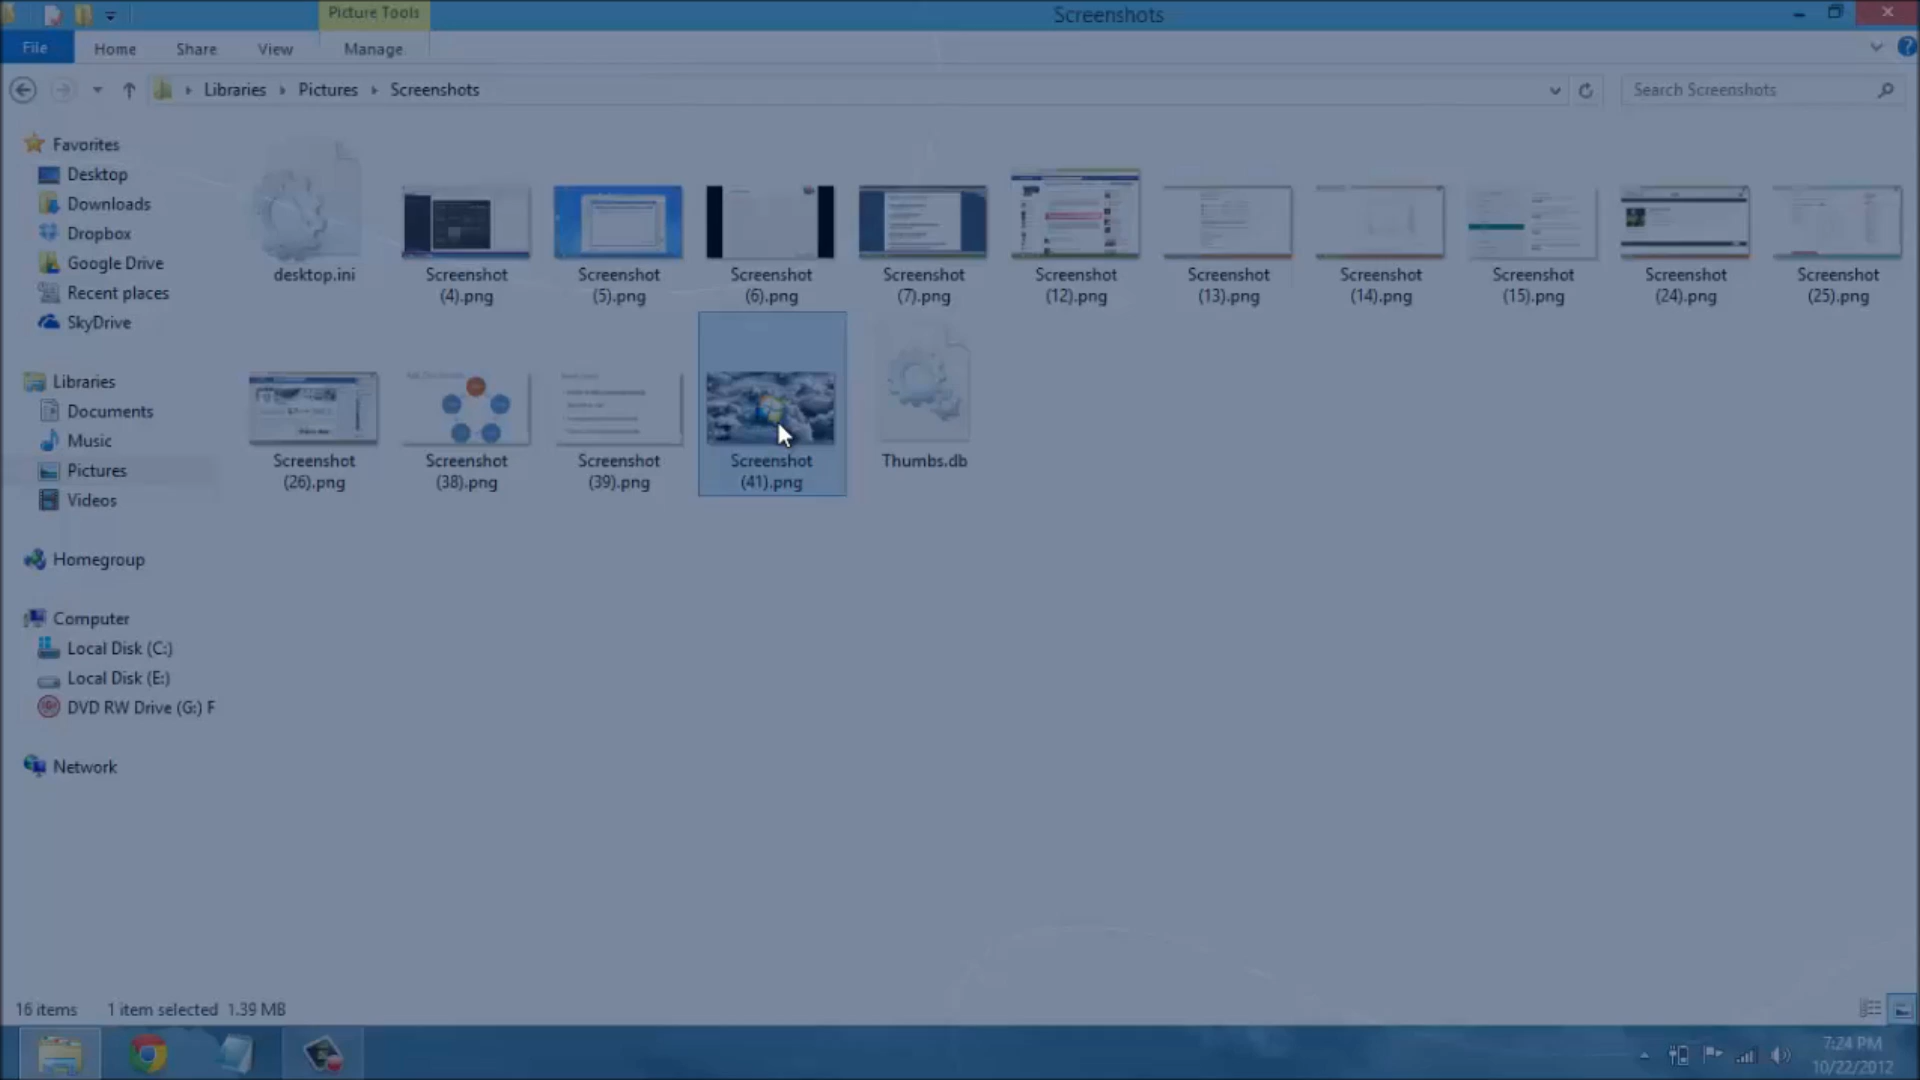 Picture Tools
Screenshots
File
Home
Share
View
Manage
Libraries
Pictures
Screenshots
Search Screenshots
Favorites
Desktop
Downloads
Dropbox
Google Drive
Recent places
SkyDrive
Libraries
Documents
Music
Pictures
Videos
Homegroup
Computer
Local Disk (C:)
Local Disk (E:)
DVD RW Drive (G:) F
Network
desktop.ini
Screenshot
(4).png
Screenshot
(5).png
Screenshot
(6).png
Screenshot
(7).png
Screenshot
(12).png
Screenshot
(13).png
Screenshot
(14).png
Screenshot
(15).png
Screenshot
(24).png
Screenshot
(25).png
Screenshot
(26).png
Screenshot
(38).png
Screenshot
(39).png
Screenshot
(41).png
Thumbs.db
16 items
1 item selected 1.39 MB
7:24 PM
10/22/2012